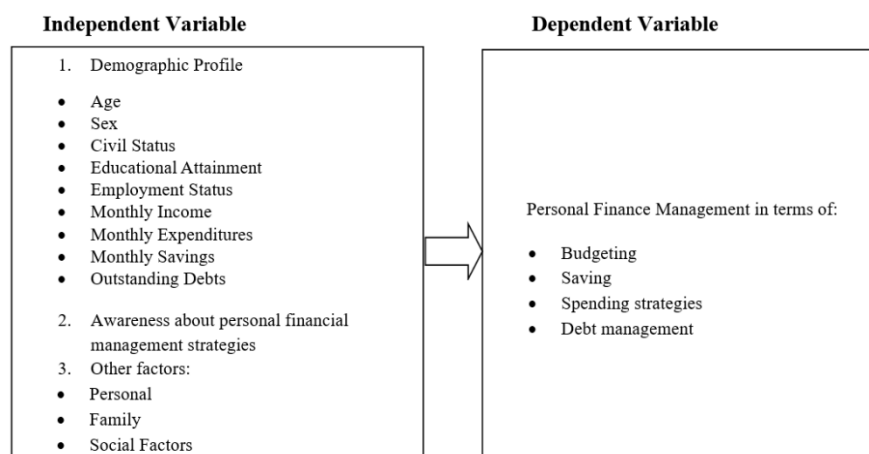 Independent Variable
1. Demographic Profile
• Age
• Sex
• Civil Status
• Educational Attainment
• Employment Status
• Monthly Income
• Monthly Expenditures
• Monthly Savings
• Outstanding Debts
2. Awareness about personal financial
management strategies
3. Other factors:
• Personal
• Family
• Social Factors
Dependent Variable
Personal Finance Management in terms of:
• Budgeting
• Saving
• Spending strategies
• Debt management